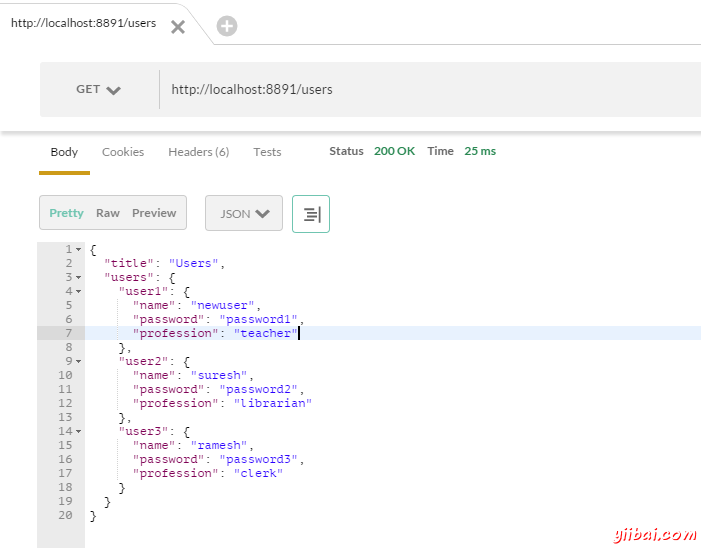 http://localhost:8891/users
GET http://localhost:8891/users
Body Cookies Headers (6) Tests Status 200 OK Time 25 ms
Pretty Raw Preview JSON
1 {
2 "title": "Users",
3 "users": {
4 "user1": {
5 "name": "newuser",
6 "password": "password1",
7 "profession": "teacher"
8 },
9 "user2": {
10 "name": "suresh",
11 "password": "password2",
12 "profession": "librarian"
13 },
14 "user3": {
15 "name": "ramesh",
16 "password": "password3",
17 "profession": "clerk"
18 }
19 }
20 }
yiibai.com